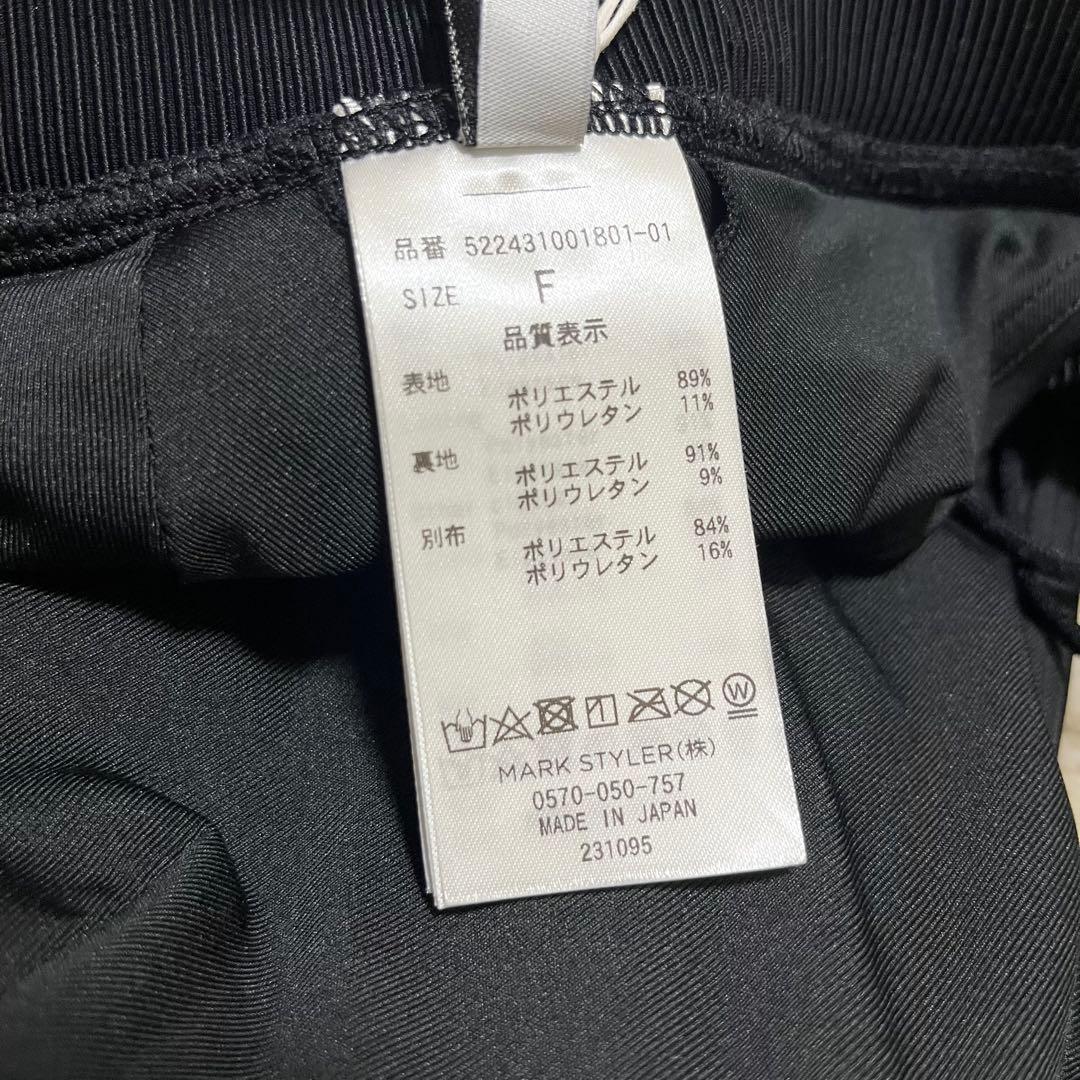 品番 522431001801-01
SIZE F
品質表示
表地 ポリエステル 89%
ポリウレタン 11%
裏地 ポリエステル 91%
ポリウレタン 9%
別布 ポリエステル 84%
ポリウレタン 16%
W
MARK STYLER(株)
0570-050-757
MADE IN JAPAN
231095